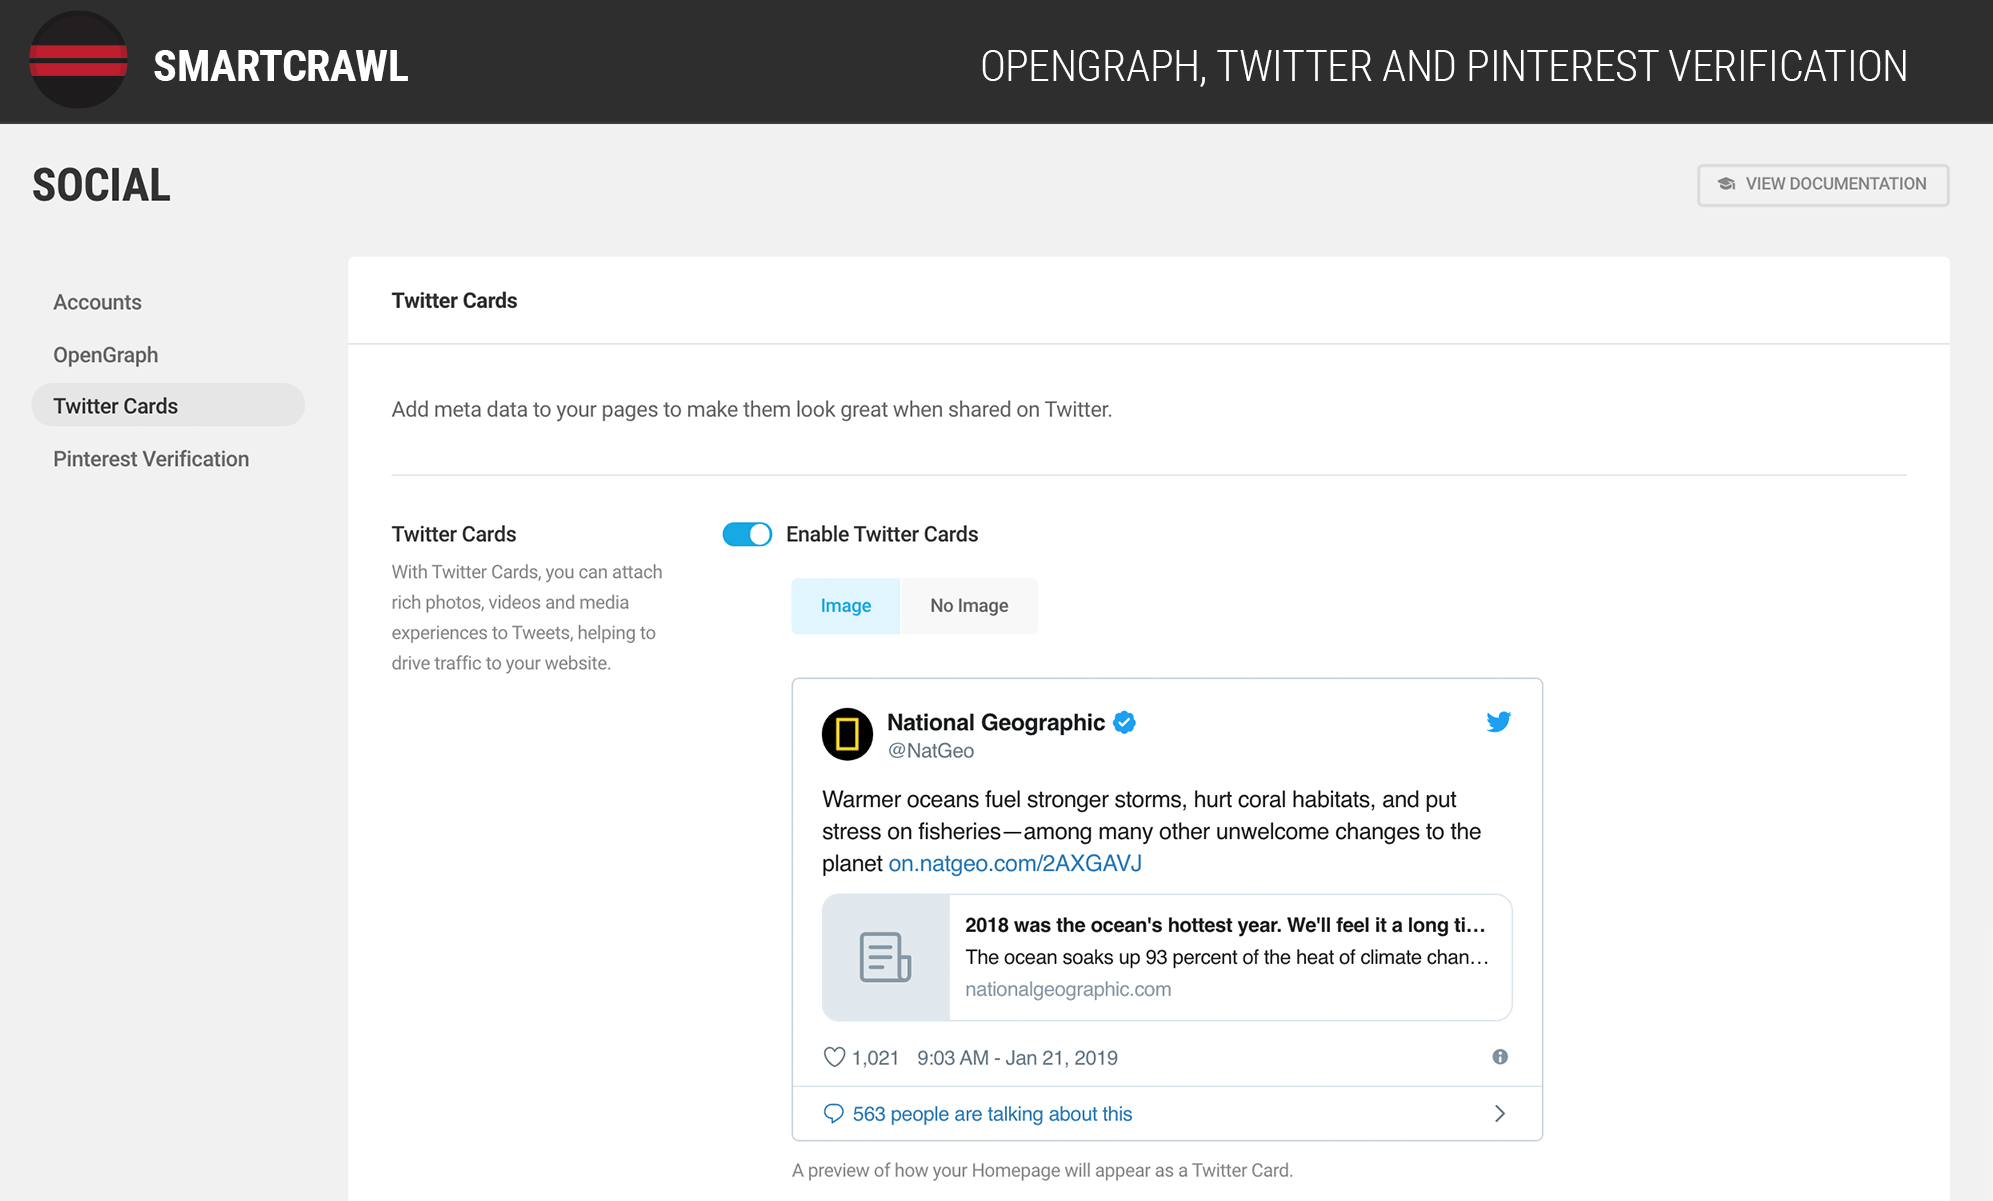 SMARTCRAWL
OPENGRAPH, TWITTER AND PINTEREST VERIFICATION
SOCIAL
VIEW DOCUMENTATION
Accounts
OpenGraph
Twitter Cards
Pinterest Verification
Twitter Cards
Add meta data to your pages to make them look great when shared on Twitter.
Twitter Cards
With Twitter Cards, you can attach
rich photos, videos and media
experiences to Tweets, helping to
drive traffic to your website.
Enable Twitter Cards
Image
No Image
National Geographic
@NatGeo
Warmer oceans fuel stronger storms, hurt coral habitats, and put
stress on fisheries—among many other unwelcome changes to the
planet on.natgeo.com/2AXGAVJ
2018 was the ocean's hottest year. We'll feel it a long ti...
The ocean soaks up 93 percent of the heat of climate chan...
nationalgeographic.com
1,021 9:03 AM - Jan 21, 2019
563 people are talking about this
A preview of how your Homepage will appear as a Twitter Card.